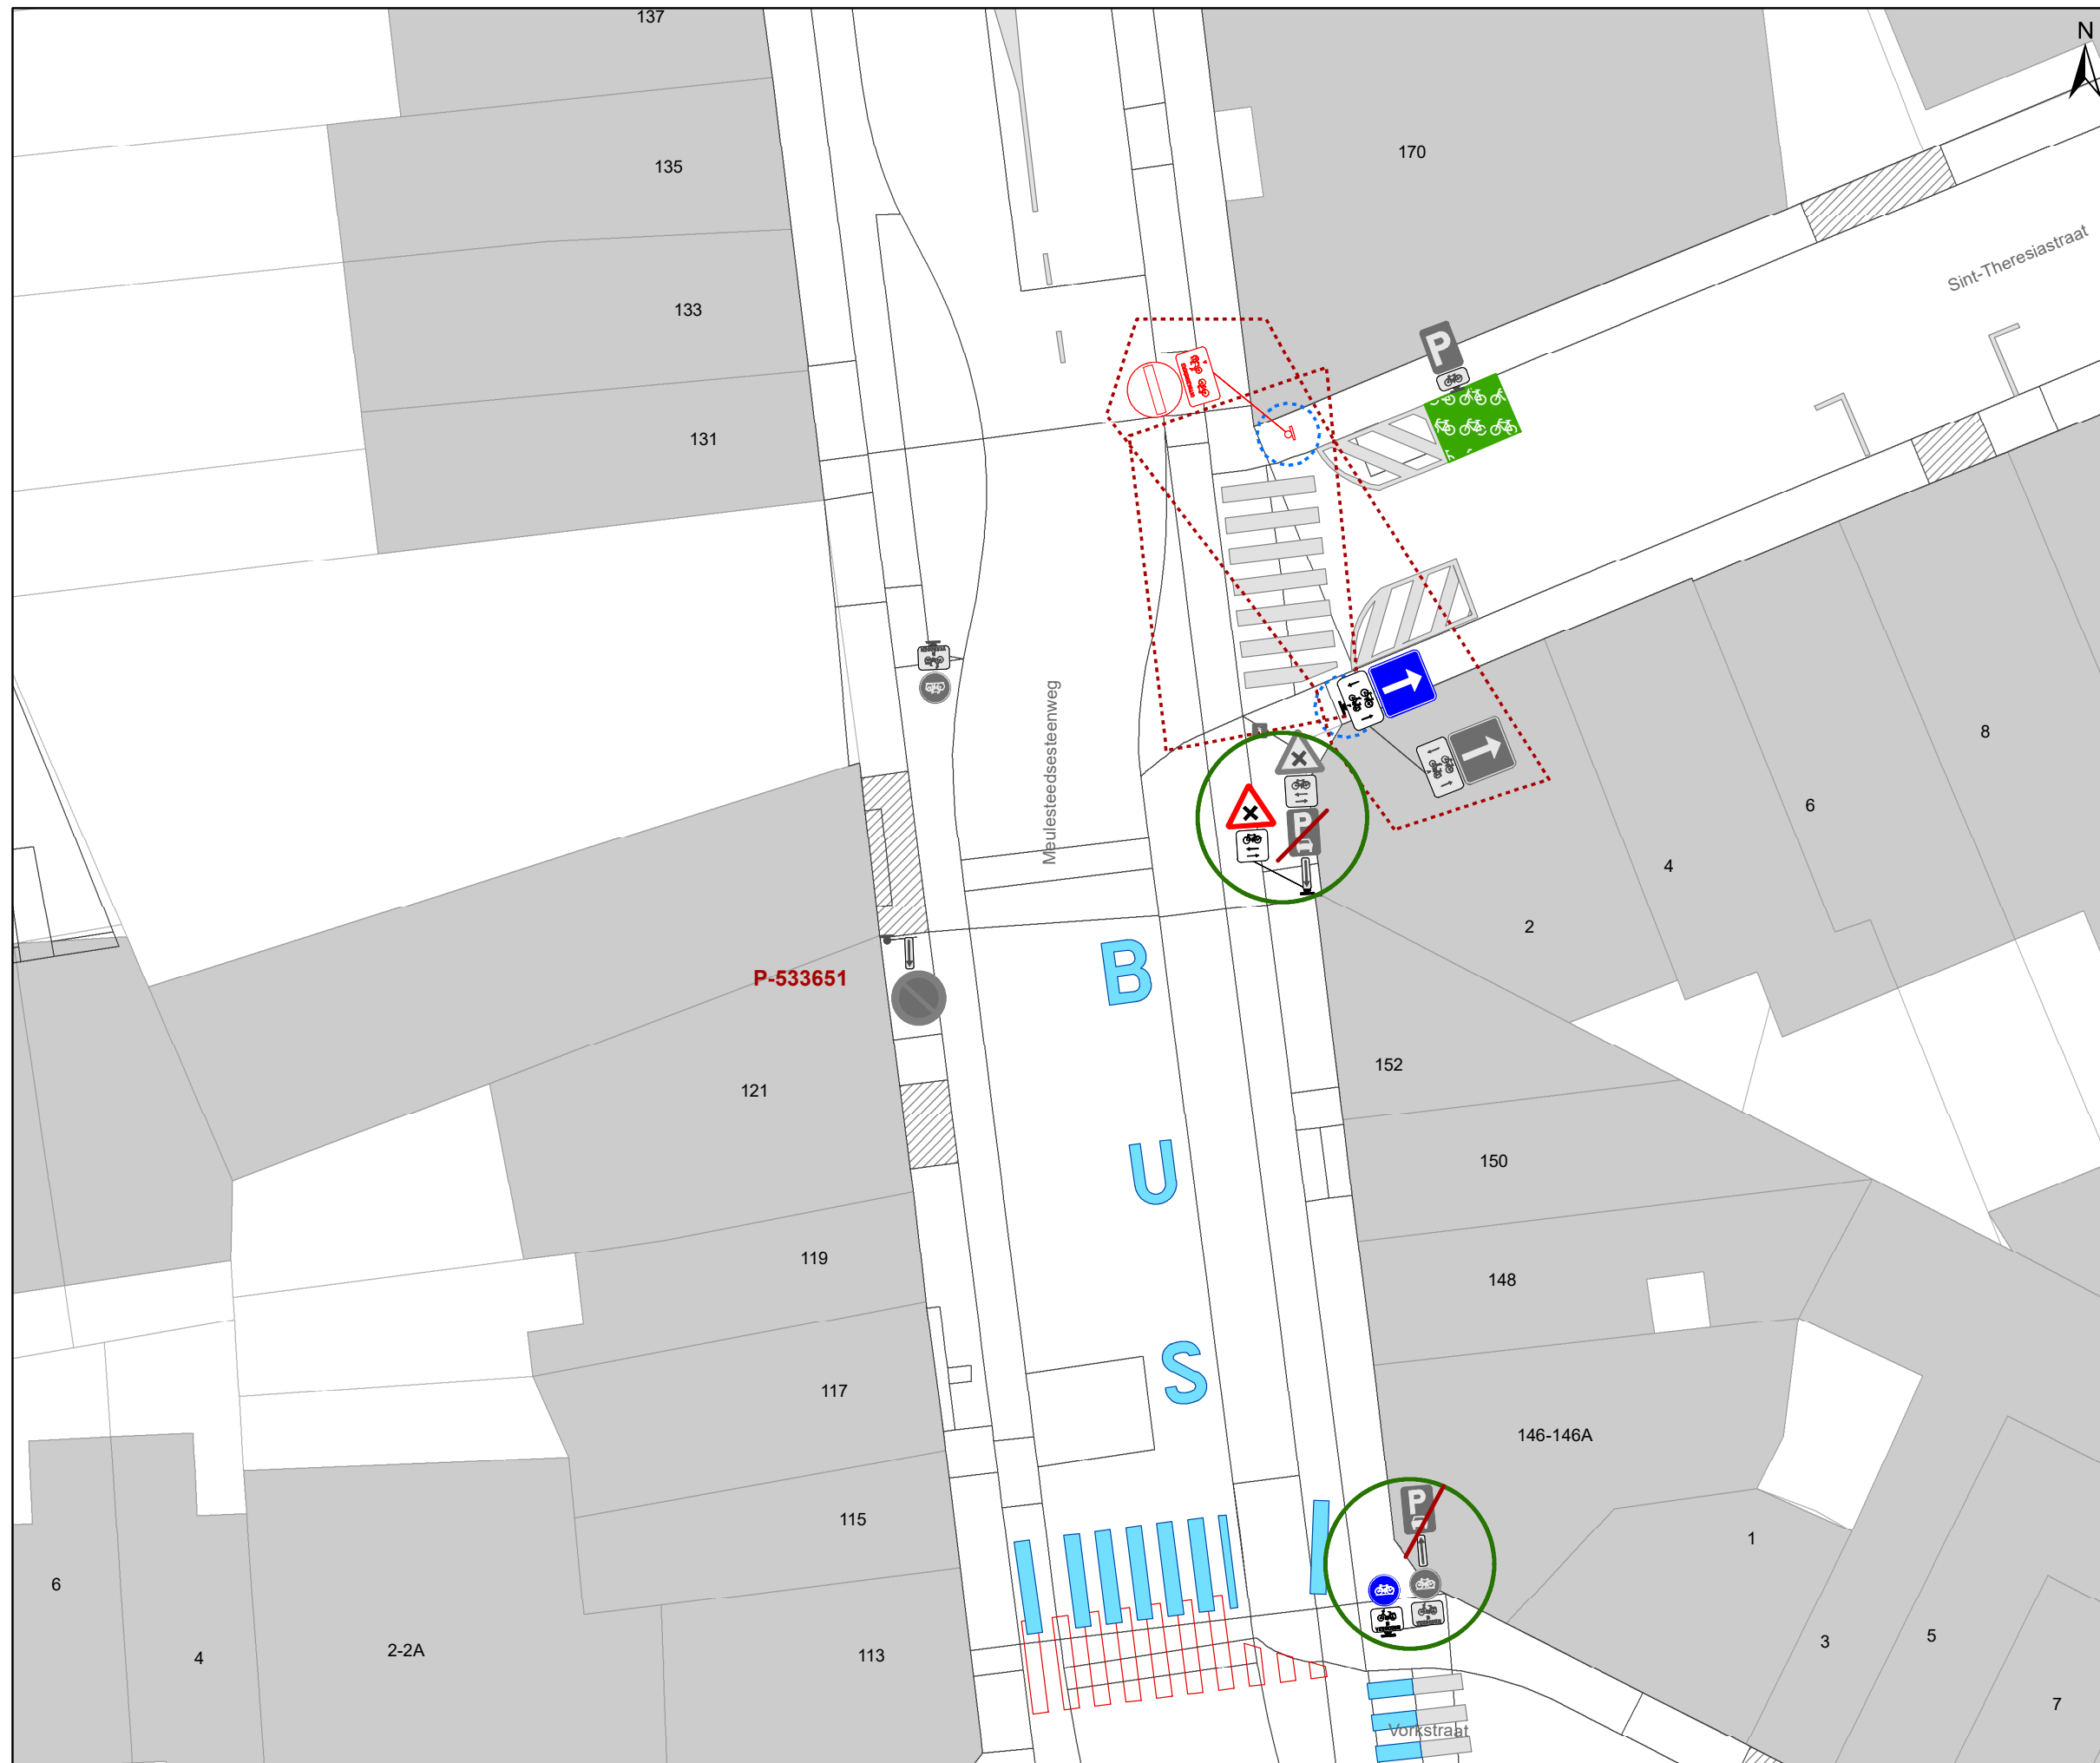 137
N
135
170
Sint-Theresiastraat
133
P
131
Meulesteedsesteenweg
8
6
P
4
2
P-533651
B
152
121
U
150
119
148
S
117
146-146A
P
115
1
6
5
3
2-2A
4
113
7
Vorkstraat